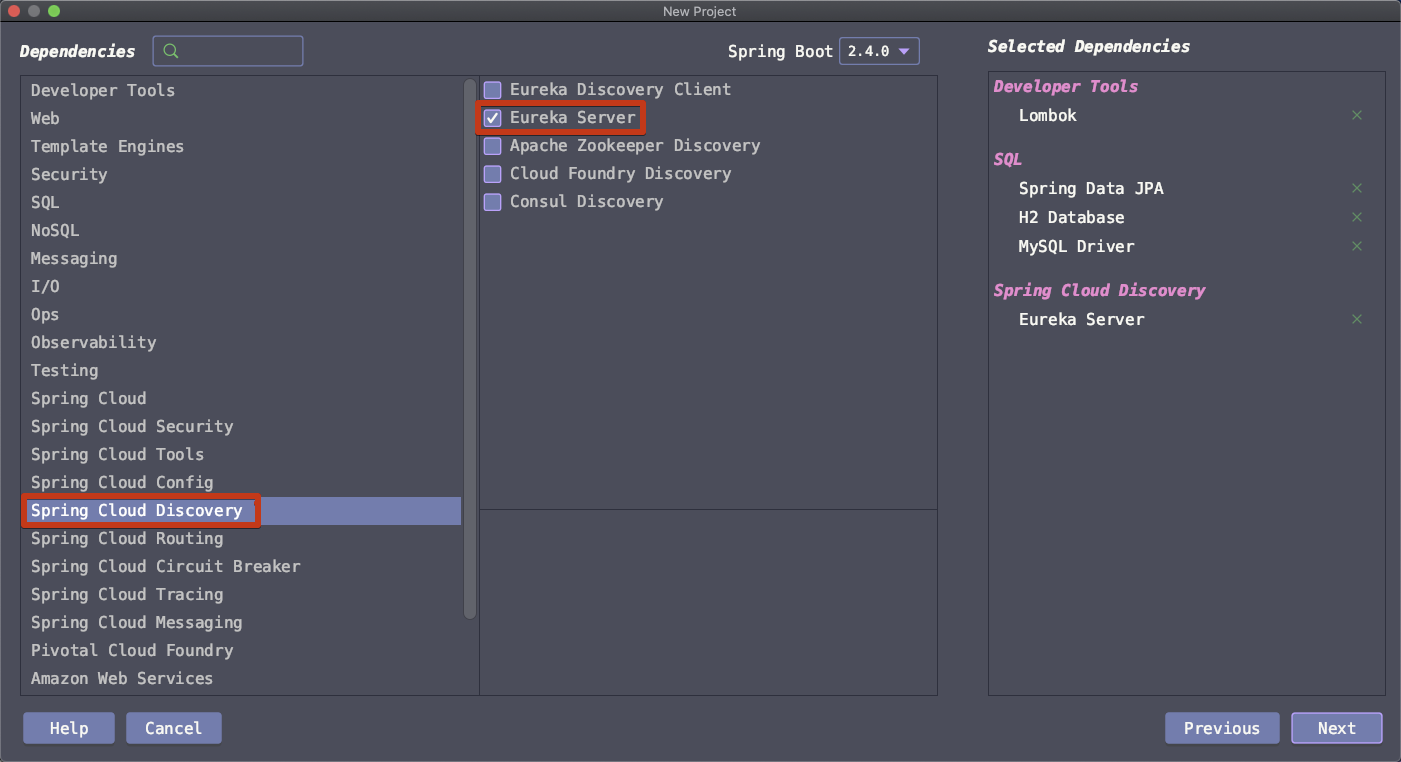 New Project
Dependencies
Spring Boot 2.4.0
Selected Dependencies
Developer Tools
Web
Template Engines
Security
SQL
NoSQL
Messaging
I/O
Ops
Observability
Testing
Spring Cloud
Spring Cloud Security
Spring Cloud Tools
Spring Cloud Config
Spring Cloud Discovery
Spring Cloud Routing
Spring Cloud Circuit Breaker
Spring Cloud Tracing
Spring Cloud Messaging
Pivotal Cloud Foundry
Amazon Web Services
Eureka Discovery Client
Eureka Server
Apache Zookeeper Discovery
Cloud Foundry Discovery
Consul Discovery
Developer Tools
Lombok
SQL
Spring Data JPA
H2 Database
MySQL Driver
Spring Cloud Discovery
Eureka Server
Help
Cancel
Previous
Next